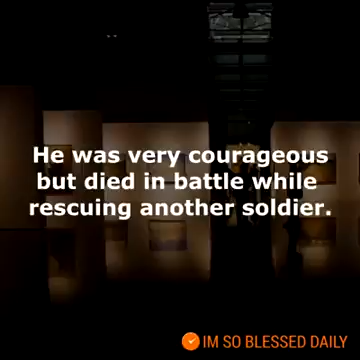 He was very courageous
but died in battle while
rescuing another soldier.
IM SO BLESSED DAILY